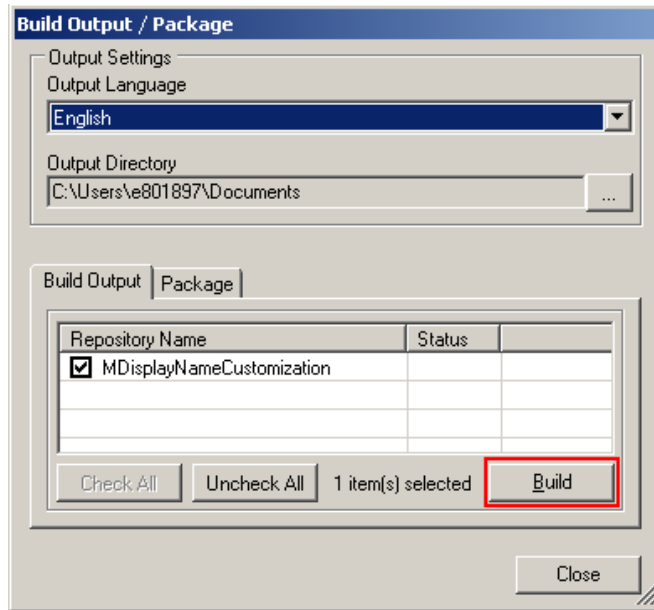 Build Output / Package
Output Settings
Output Language
English
Output Directory
C:\Users\e801897\Documents
...
Build Output
Package
Repository Name Status
MDisplayNameCustomization
Check All Uncheck All 1 item(s) selected Build
Close